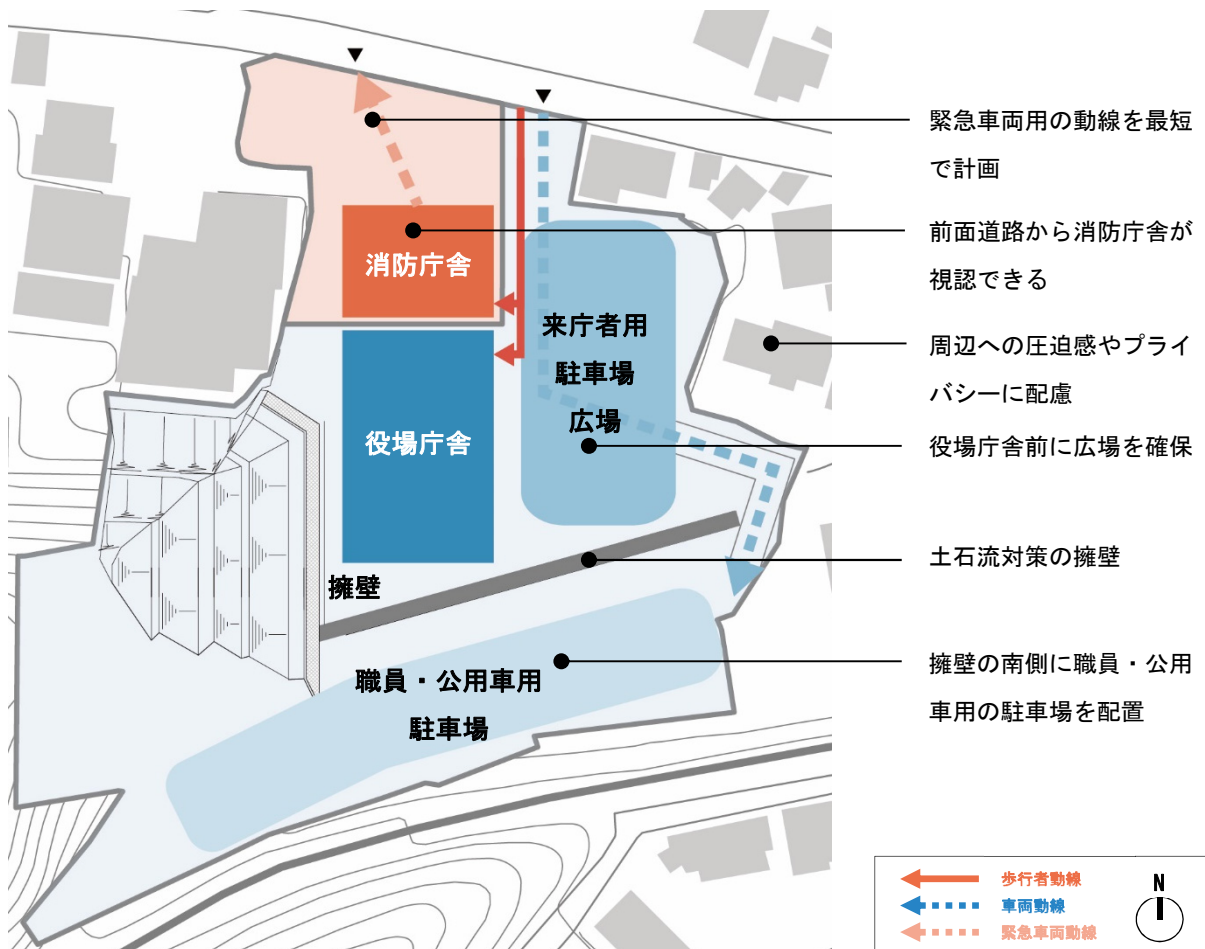 緊急車両用の動線を最短
で計画
前面道路から消防庁舎が
視認できる
周辺への圧迫感やプライ
バシーに配慮
役場庁舎前に広場を確保
土石流対策の擁壁
擁壁の南側に職員・公用
車用の駐車場を配置
消防庁舎
来庁者用
駐車場
広場
役場庁舎
擁壁
職員・公用車用
駐車場
歩行者動線
車両動線
緊急車両動線
N